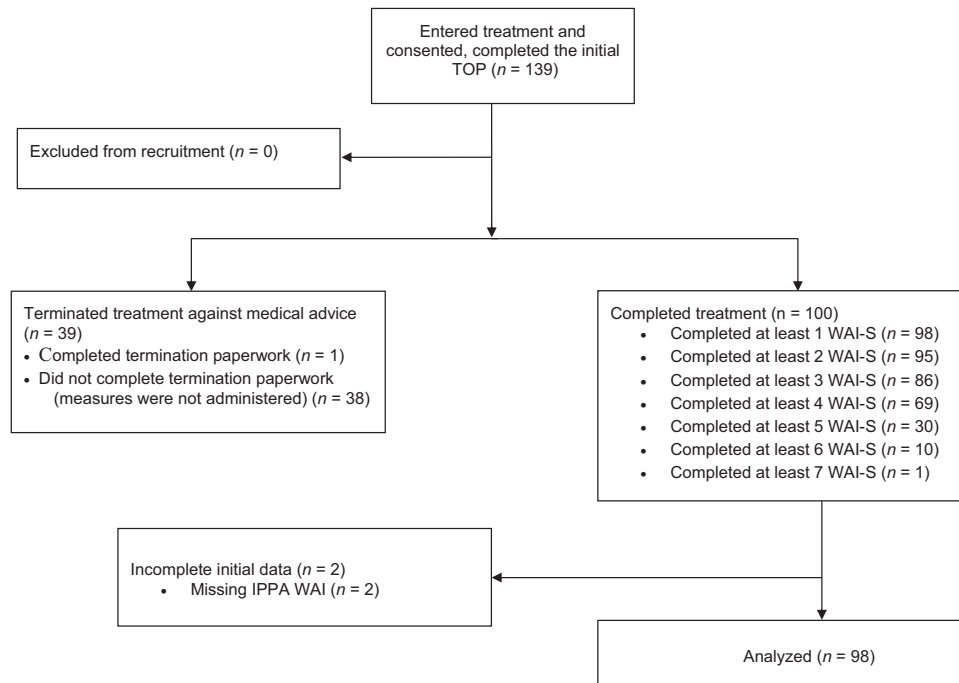 Entered treatment and
consented, completed the initial
TOP (n = 139)
Excluded from recruitment (n = 0)
Terminated treatment against medical advice
(n = 39)
• Completed termination paperwork (n = 1)
• Did not complete termination paperwork
(measures were not administered) (n = 38)
Completed treatment (n = 100)
• Completed at least 1 WAI-S (n = 98)
• Completed at least 2 WAI-S (n = 95)
• Completed at least 3 WAI-S (n = 86)
• Completed at least 4 WAI-S (n = 69)
• Completed at least 5 WAI-S (n = 30)
• Completed at least 6 WAI-S (n = 10)
• Completed at least 7 WAI-S (n = 1)
Incomplete initial data (n = 2)
• Missing IPPA WAI (n = 2)
Analyzed (n = 98)